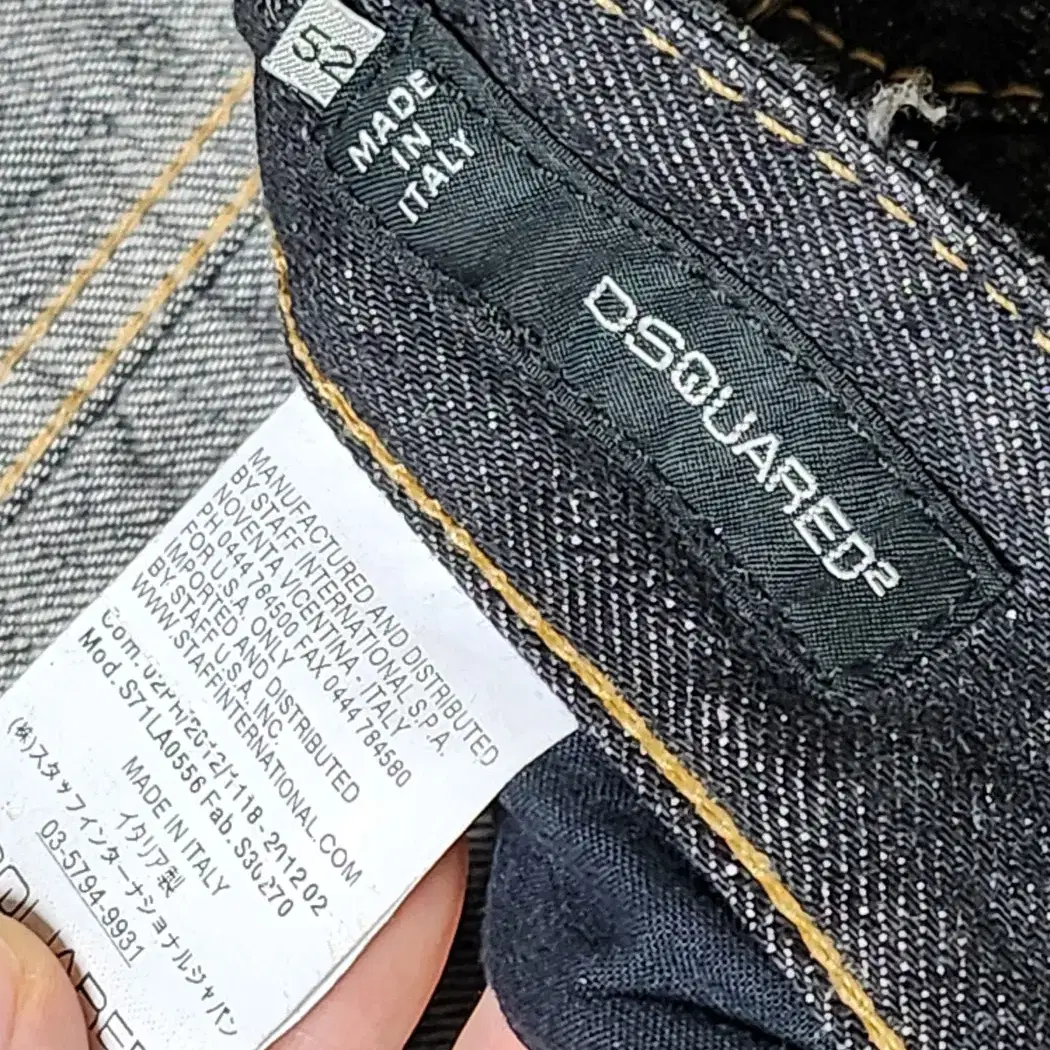 52
MADE
IN
ITALY
DSQUARED2
MANUFACTURED AND DISTRIBUTED
BY STAFF INTERNATIONAL S.P.A.
NOVENTA VICENTINA - ITALY
PH 0444 784500 FAX 0444 784580
FOR U.S.A. ONLY
IMPORTED AND DISTRIBUTED
BY STAFF U.S.A. INC.
WWW.STAFFINTERNATIONAL.COM
Mod. S71LA0556 Fab.
MADE IN ITALY
イタリア製
(株)スタッフインターナショナルジャパン
03-5794-9931